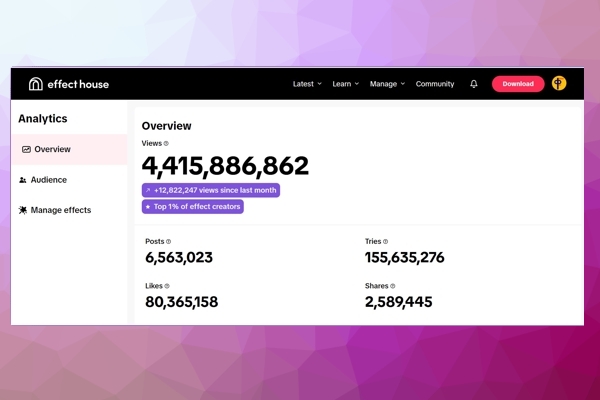 effect house
Latest
Learn
Manage
Community
Download
Analytics
Overview
Audience
Manage effects
Overview
Views
4,415,886,862
+12,822,247 views since last month
Top 1% of effect creators
Posts
6,563,023
Tries
155,635,276
Likes
80,365,158
Shares
2,589,445